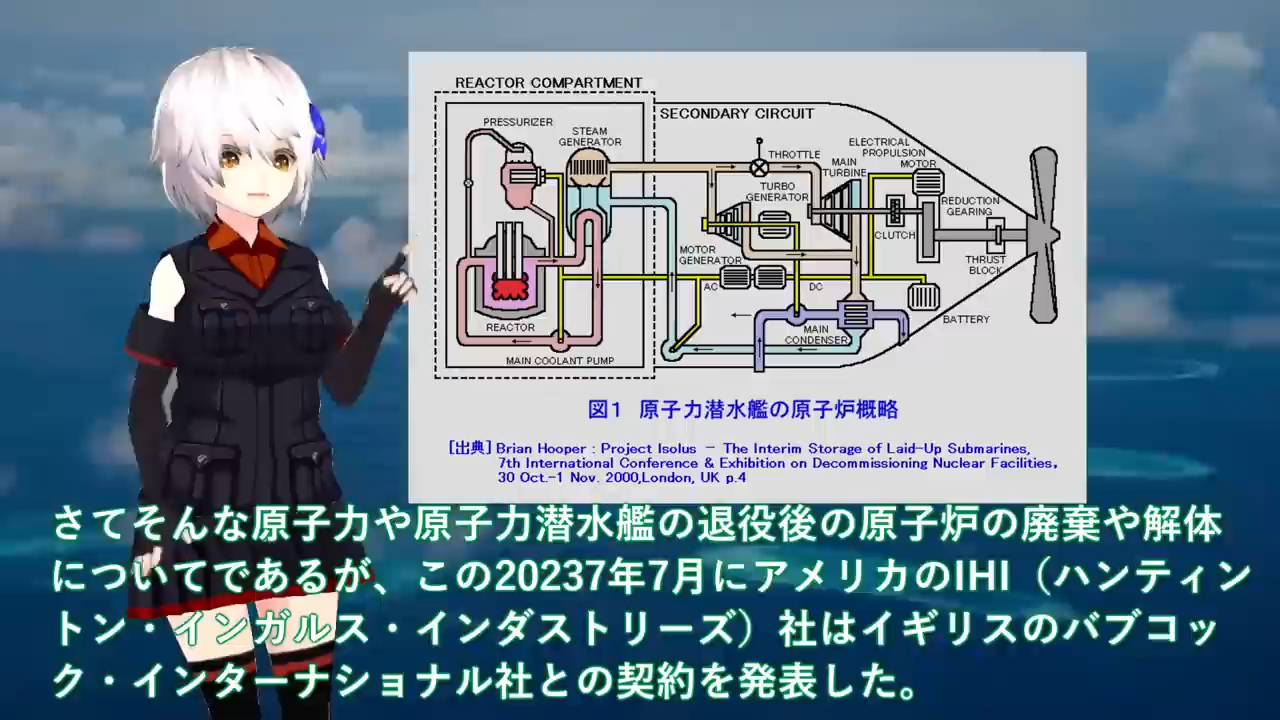 REACTOR COMPARTMENT
SECONDARY CIRCUIT
PRESSURIZER
STEAM
GENERATOR
THROTTLE
ELECTRICAL
PROPULSION
MOTOR
MAIN
TURBINE
TURBO
GENERATOR
REDUCTION
GEARING
CLUTCH
MOTOR
GENERATOR
THRUST
BLOCK
AC
DC
REACTOR
BATTERY
MAIN
CONDENSER
MAIN COOLANT PUMP
図1 原子力潜水艦の原子炉概略
[出典] Brian Hooper : Project Isolus - The Interim Storage of Laid-Up Submarines,
7th International Conference & Exhibition on Decommissioning Nuclear Facilities,
30 Oct.-1 Nov. 2000,London, UK p.4
さてそんな原子力や原子力潜水艦の退役後の原子炉の廃棄や解体
についてであるが、この20237年7月にアメリカのIHI（ハンティン
トン・インガルス・インダストリーズ）社はイギリスのバブコッ
ク・インターナショナル社との契約を発表した。